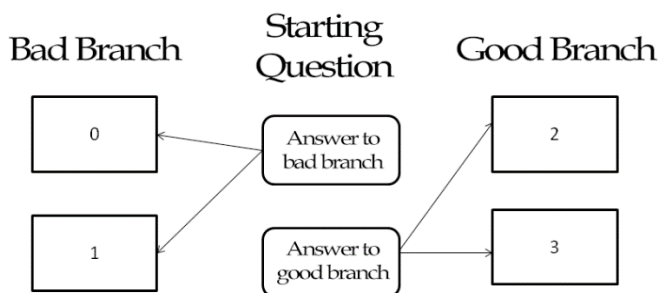 Bad Branch
Starting
Question
Good Branch
0
Answer to
bad branch
2
1
Answer to
good branch
3